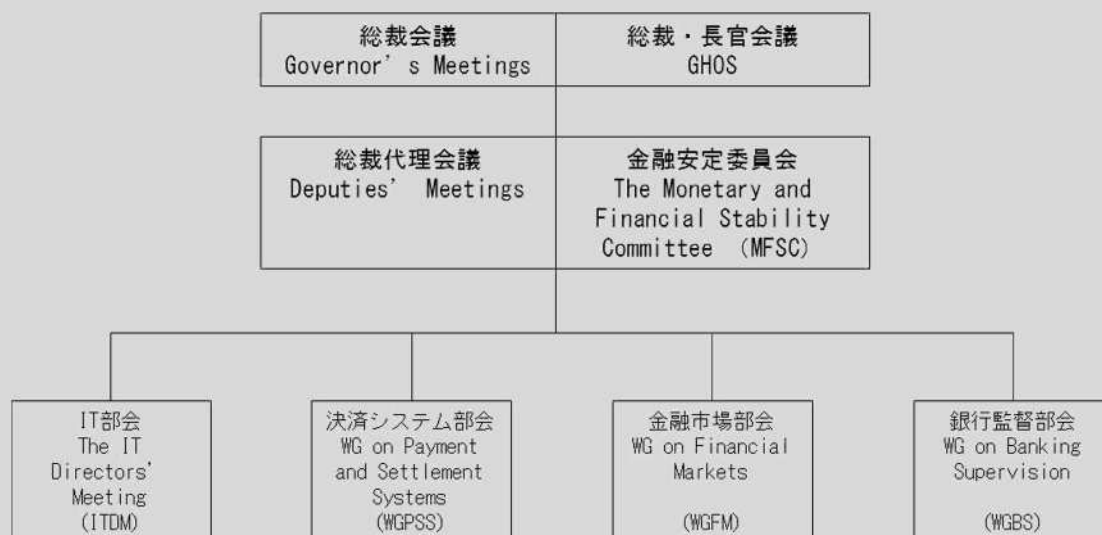 総裁会議
Governor's Meetings
総裁・長官会議
GHOS
総裁代理会議
Deputies' Meetings
金融安定委員会
The Monetary and
Financial Stability
Committee (MFSC)
IT部会
The IT
Directors'
Meeting
(ITDM)
決済システム部会
WG on Payment
and Settlement
Systems
(WGPSS)
金融市場部会
WG on Financial
Markets
(WGFM)
銀行監督部会
WG on Banking
Supervision
(WGBS)